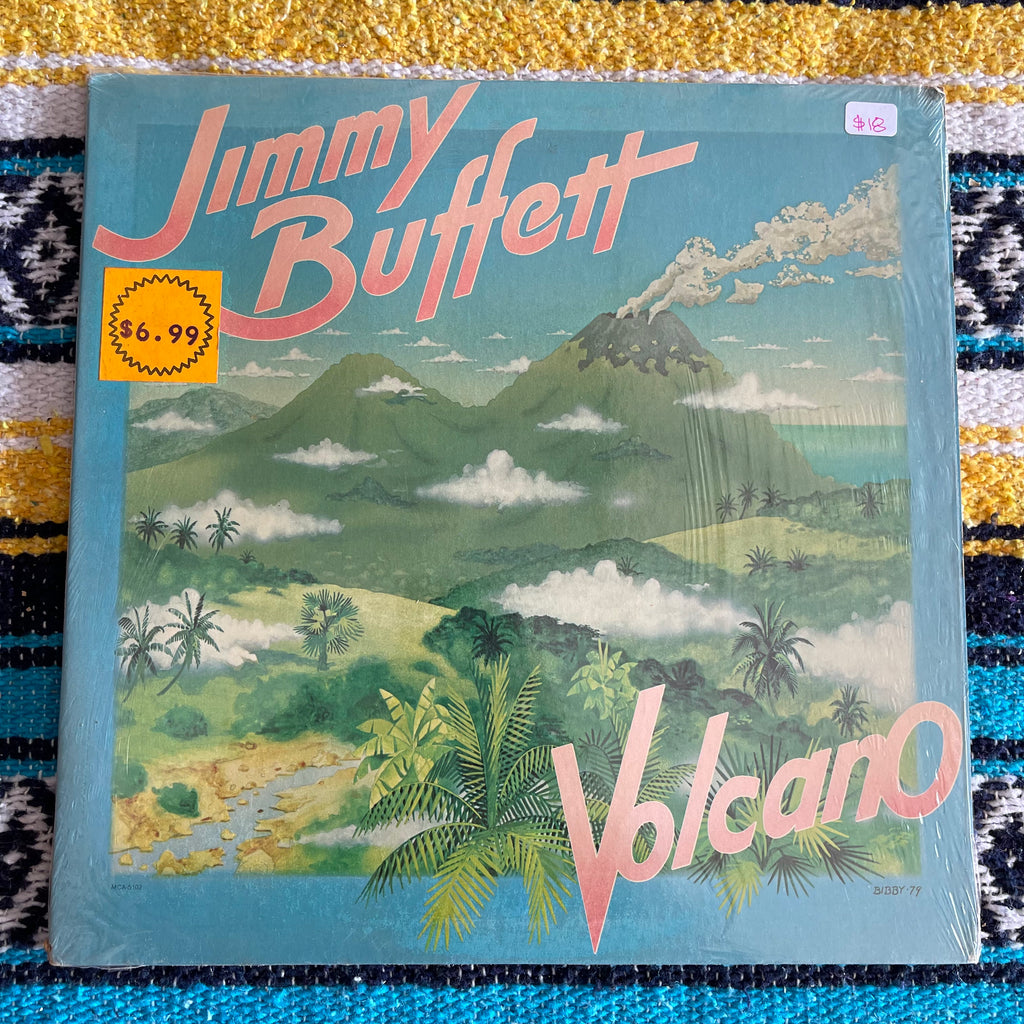 Jimmy
Buffett
$18
$6.99
Volcano
MCA-5102
BIBBY·79